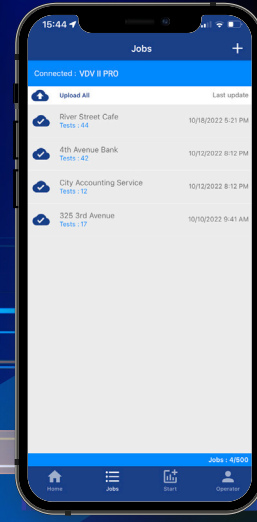 15:44
Jobs
+
Connected : VDV II PRO
Upload All Last update
River Street Cafe
Tests : 44 10/18/2022 5:21 PM
4th Avenue Bank
Tests : 42 10/12/2022 8:12 PM
City Accounting Service
Tests : 12 10/12/2022 8:12 PM
325 3rd Avenue
Tests : 17 10/10/2022 9:41 AM
Jobs : 4/500
Home Jobs Start Operator